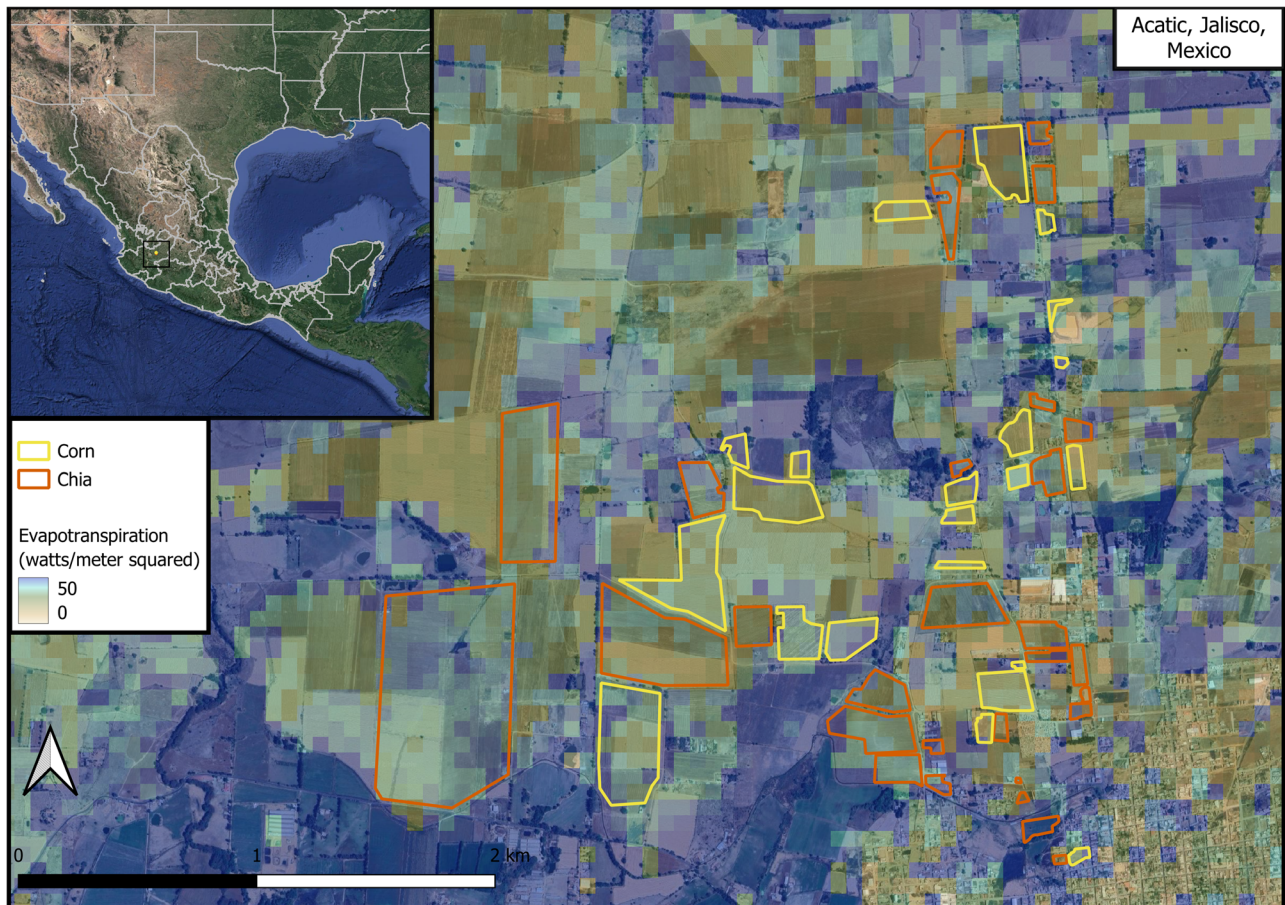 Acatic, Jalisco,
Mexico
Corn
Chia
Evapotranspiration
(watts/meter squared)
50
0
0
1
2 km